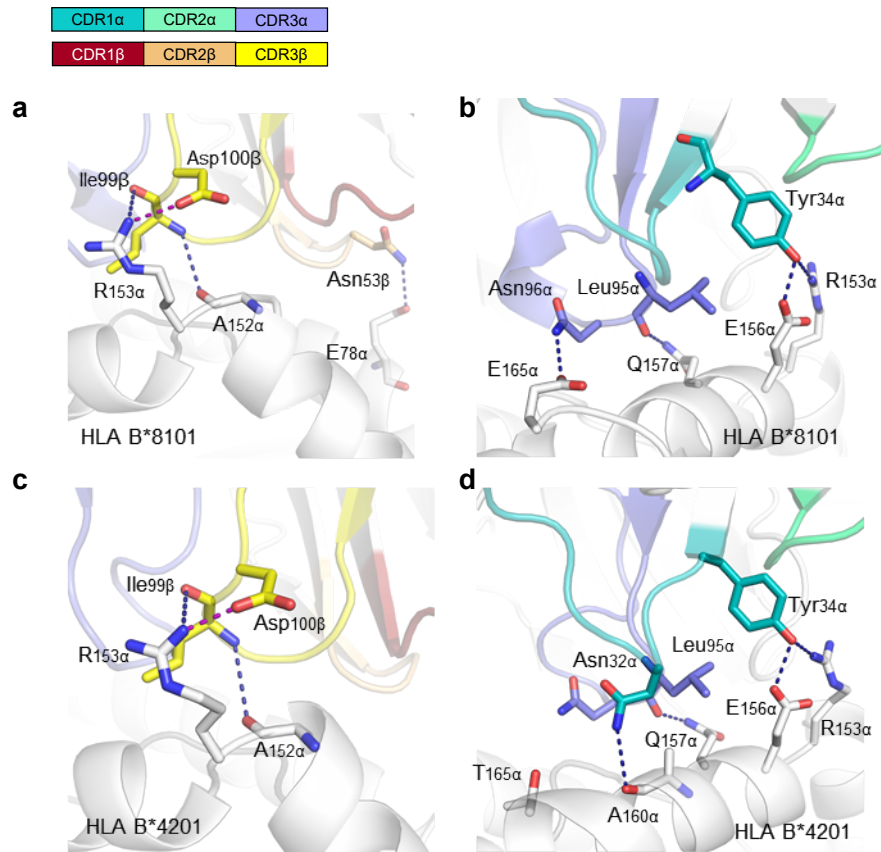 CDR1α CDR2α CDR3α
CDR1β CDR2β CDR3β
a
Asp100β
Ile99β
Asn53β
R153α
A152α
E78α
HLA B*8101
b
Tyr34α
Asn96α
Leu95α
R153α
E156α
Q157α
E165α
HLA B*8101
c
Ile99β
Asp100β
R153α
A152α
HLA B*4201
d
Tyr34α
Leu95α
Asn32α
E156α
R153α
Q157α
T165α
A160α
HLA B*4201